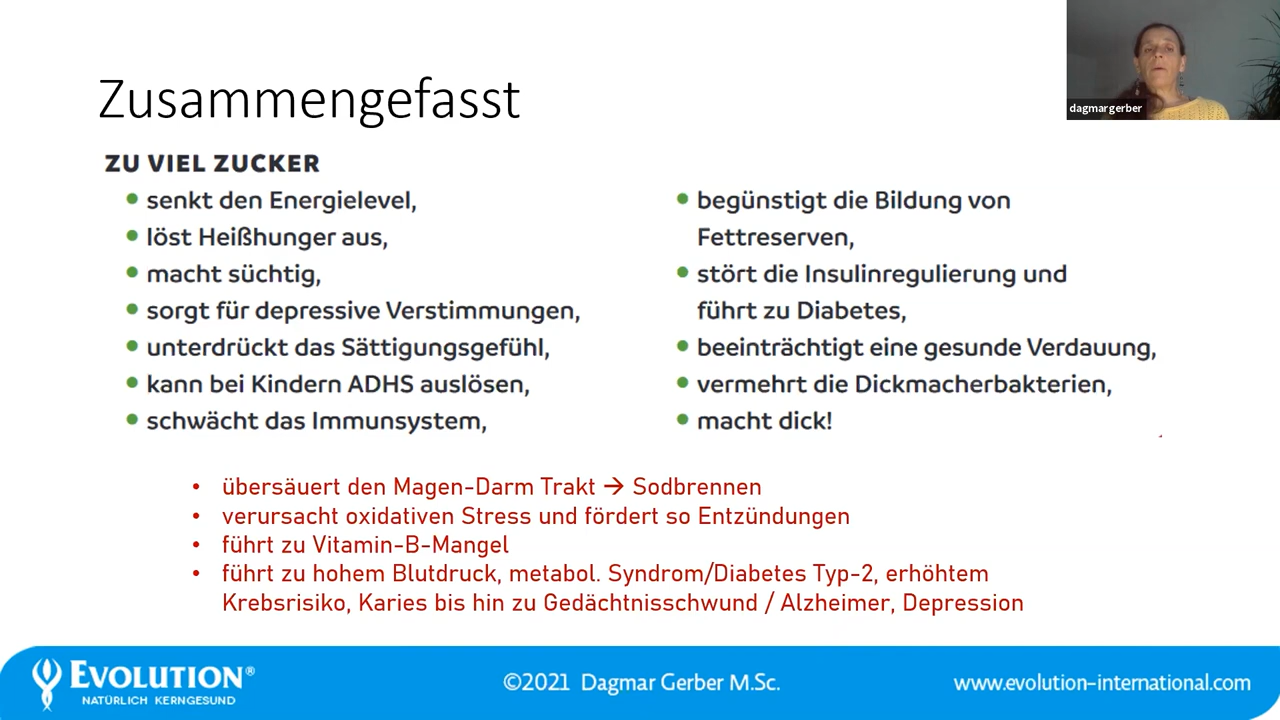 Zusammengefasst
dagmargerber
ZU VIEL ZUCKER
• senkt den Energielevel,
• löst Heißhunger aus,
• macht süchtig,
• sorgt für depressive Verstimmungen,
• unterdrückt das Sättigungsgefühl,
• kann bei Kindern ADHS auslösen,
• schwächt das Immunsystem,
• begünstigt die Bildung von
Fettreserven,
• stört die Insulinregulierung und
führt zu Diabetes,
• beeinträchtigt eine gesunde Verdauung,
• vermehrt die Dickmacherbakterien,
• macht dick!
• übersäuert den Magen-Darm Trakt → Sodbrennen
• verursacht oxidativen Stress und fördert so Entzündungen
• führt zu Vitamin-B-Mangel
• führt zu hohem Blutdruck, metabol. Syndrom/Diabetes Typ-2, erhöhtem
Krebsrisiko, Karies bis hin zu Gedächtnisschwund / Alzheimer, Depression
EVOLUTION®
NATÜRLICH KERNGESUND
©2021 Dagmar Gerber M.Sc.
www.evolution-international.com